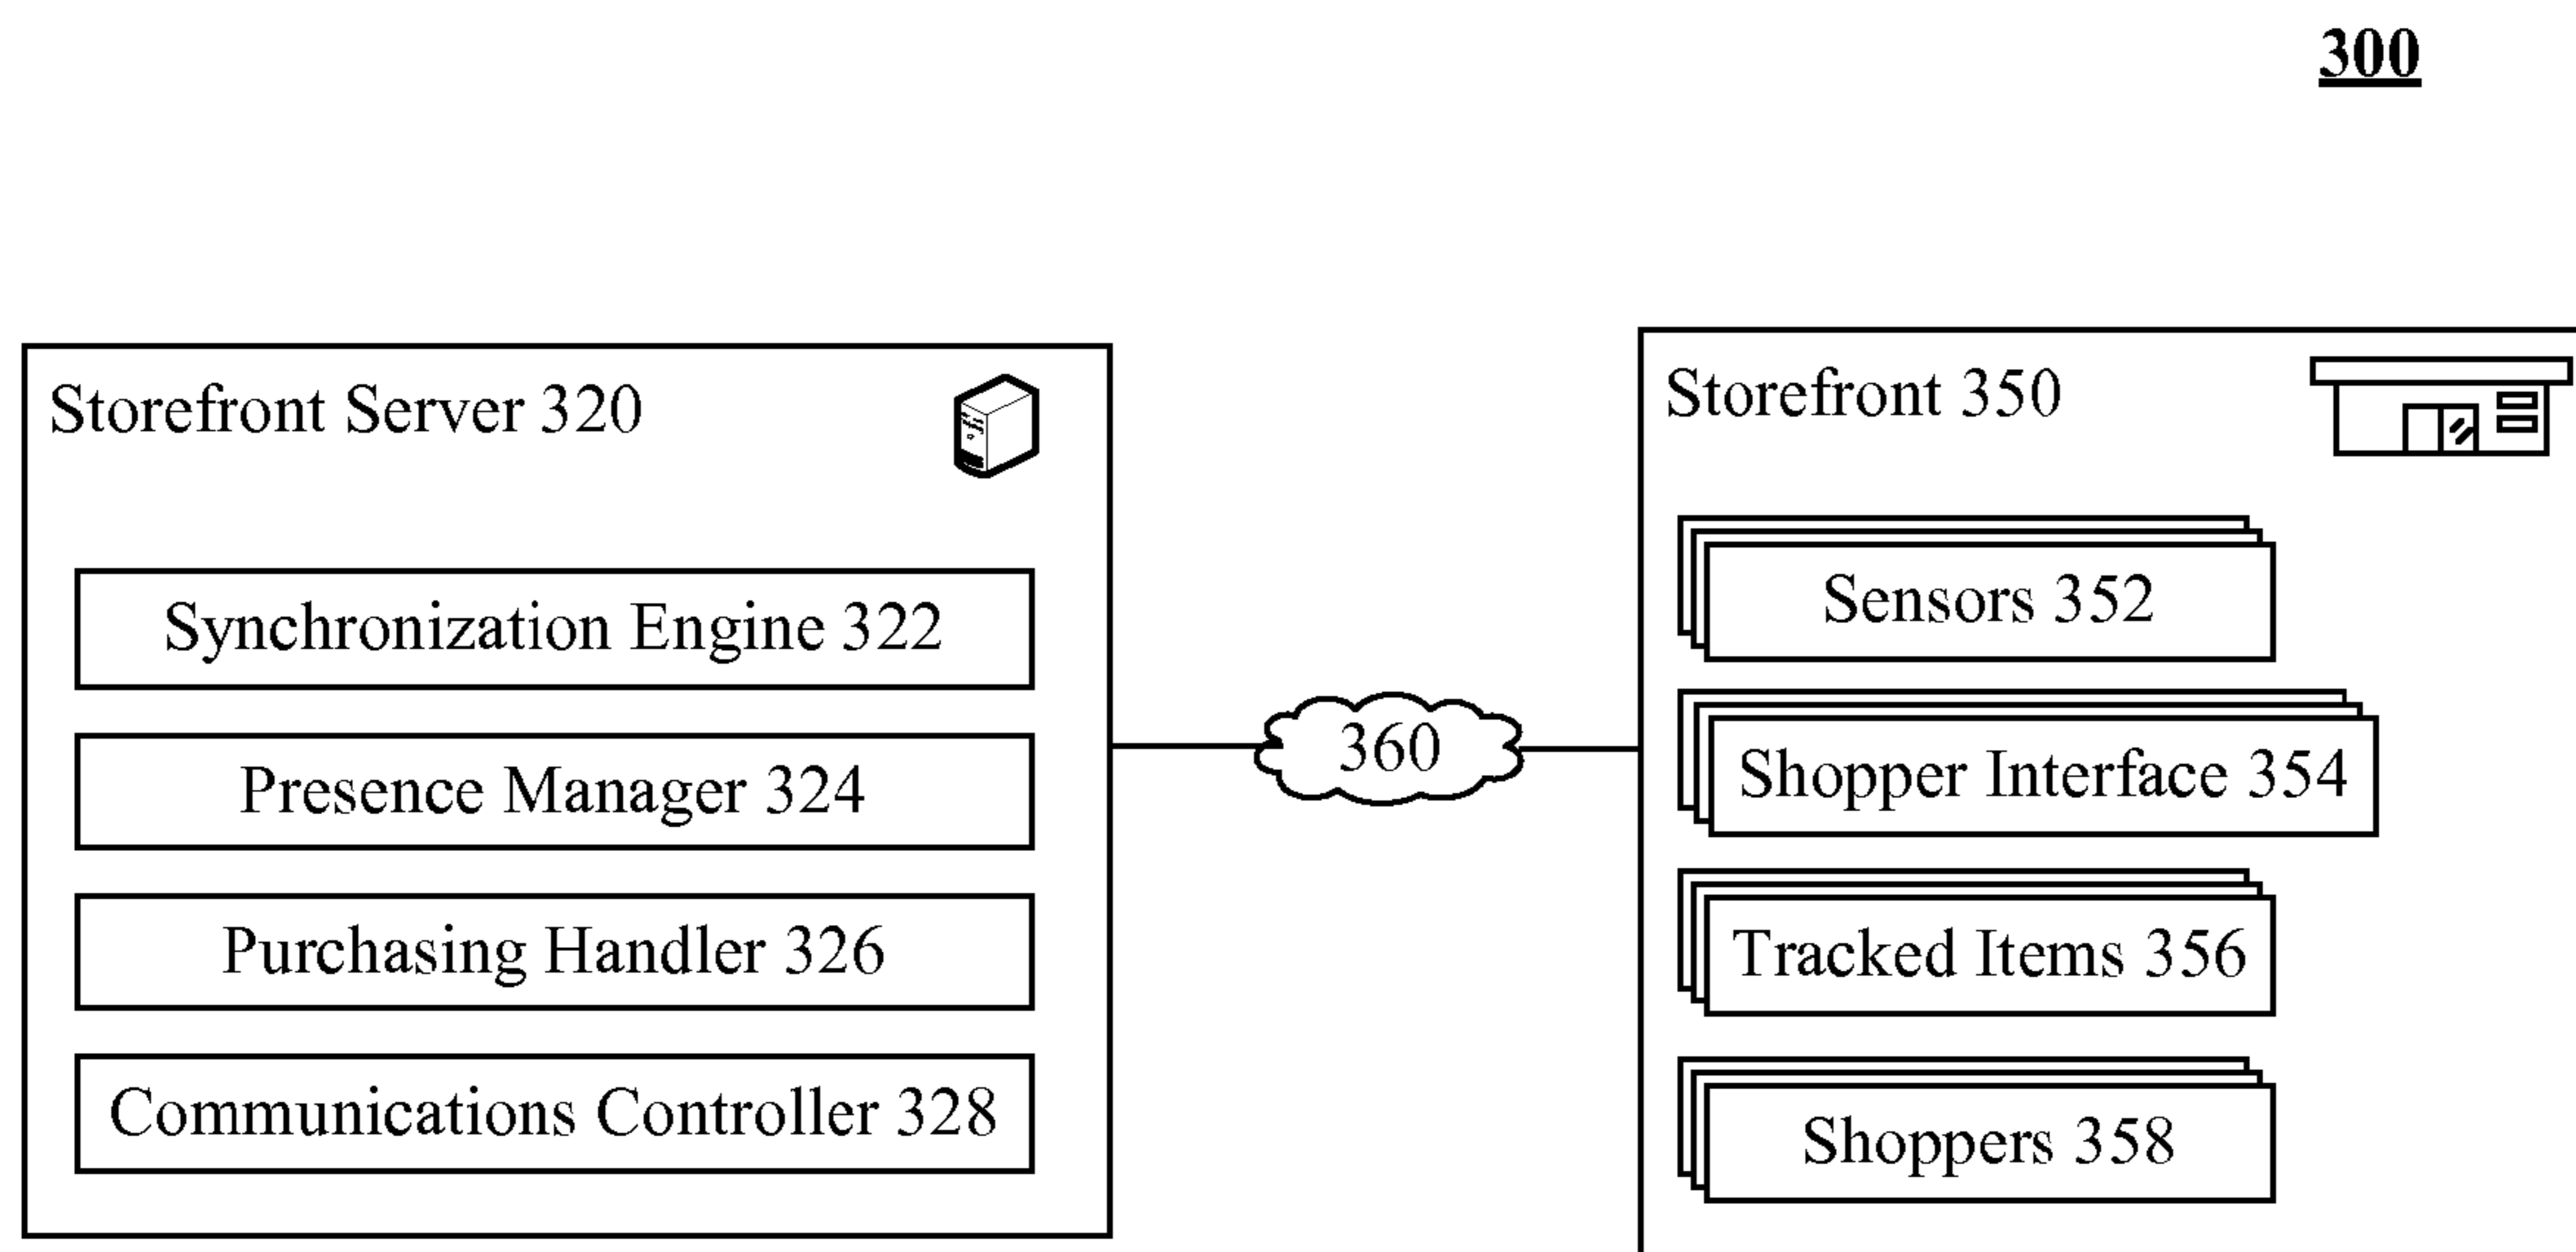 300
Storefront Server 320
Synchronization Engine 322
Presence Manager 324
Purchasing Handler 326
Communications Controller 328
360
Storefront 350
Sensors 352
Shopper Interface 354
Tracked Items 356
Shoppers 358